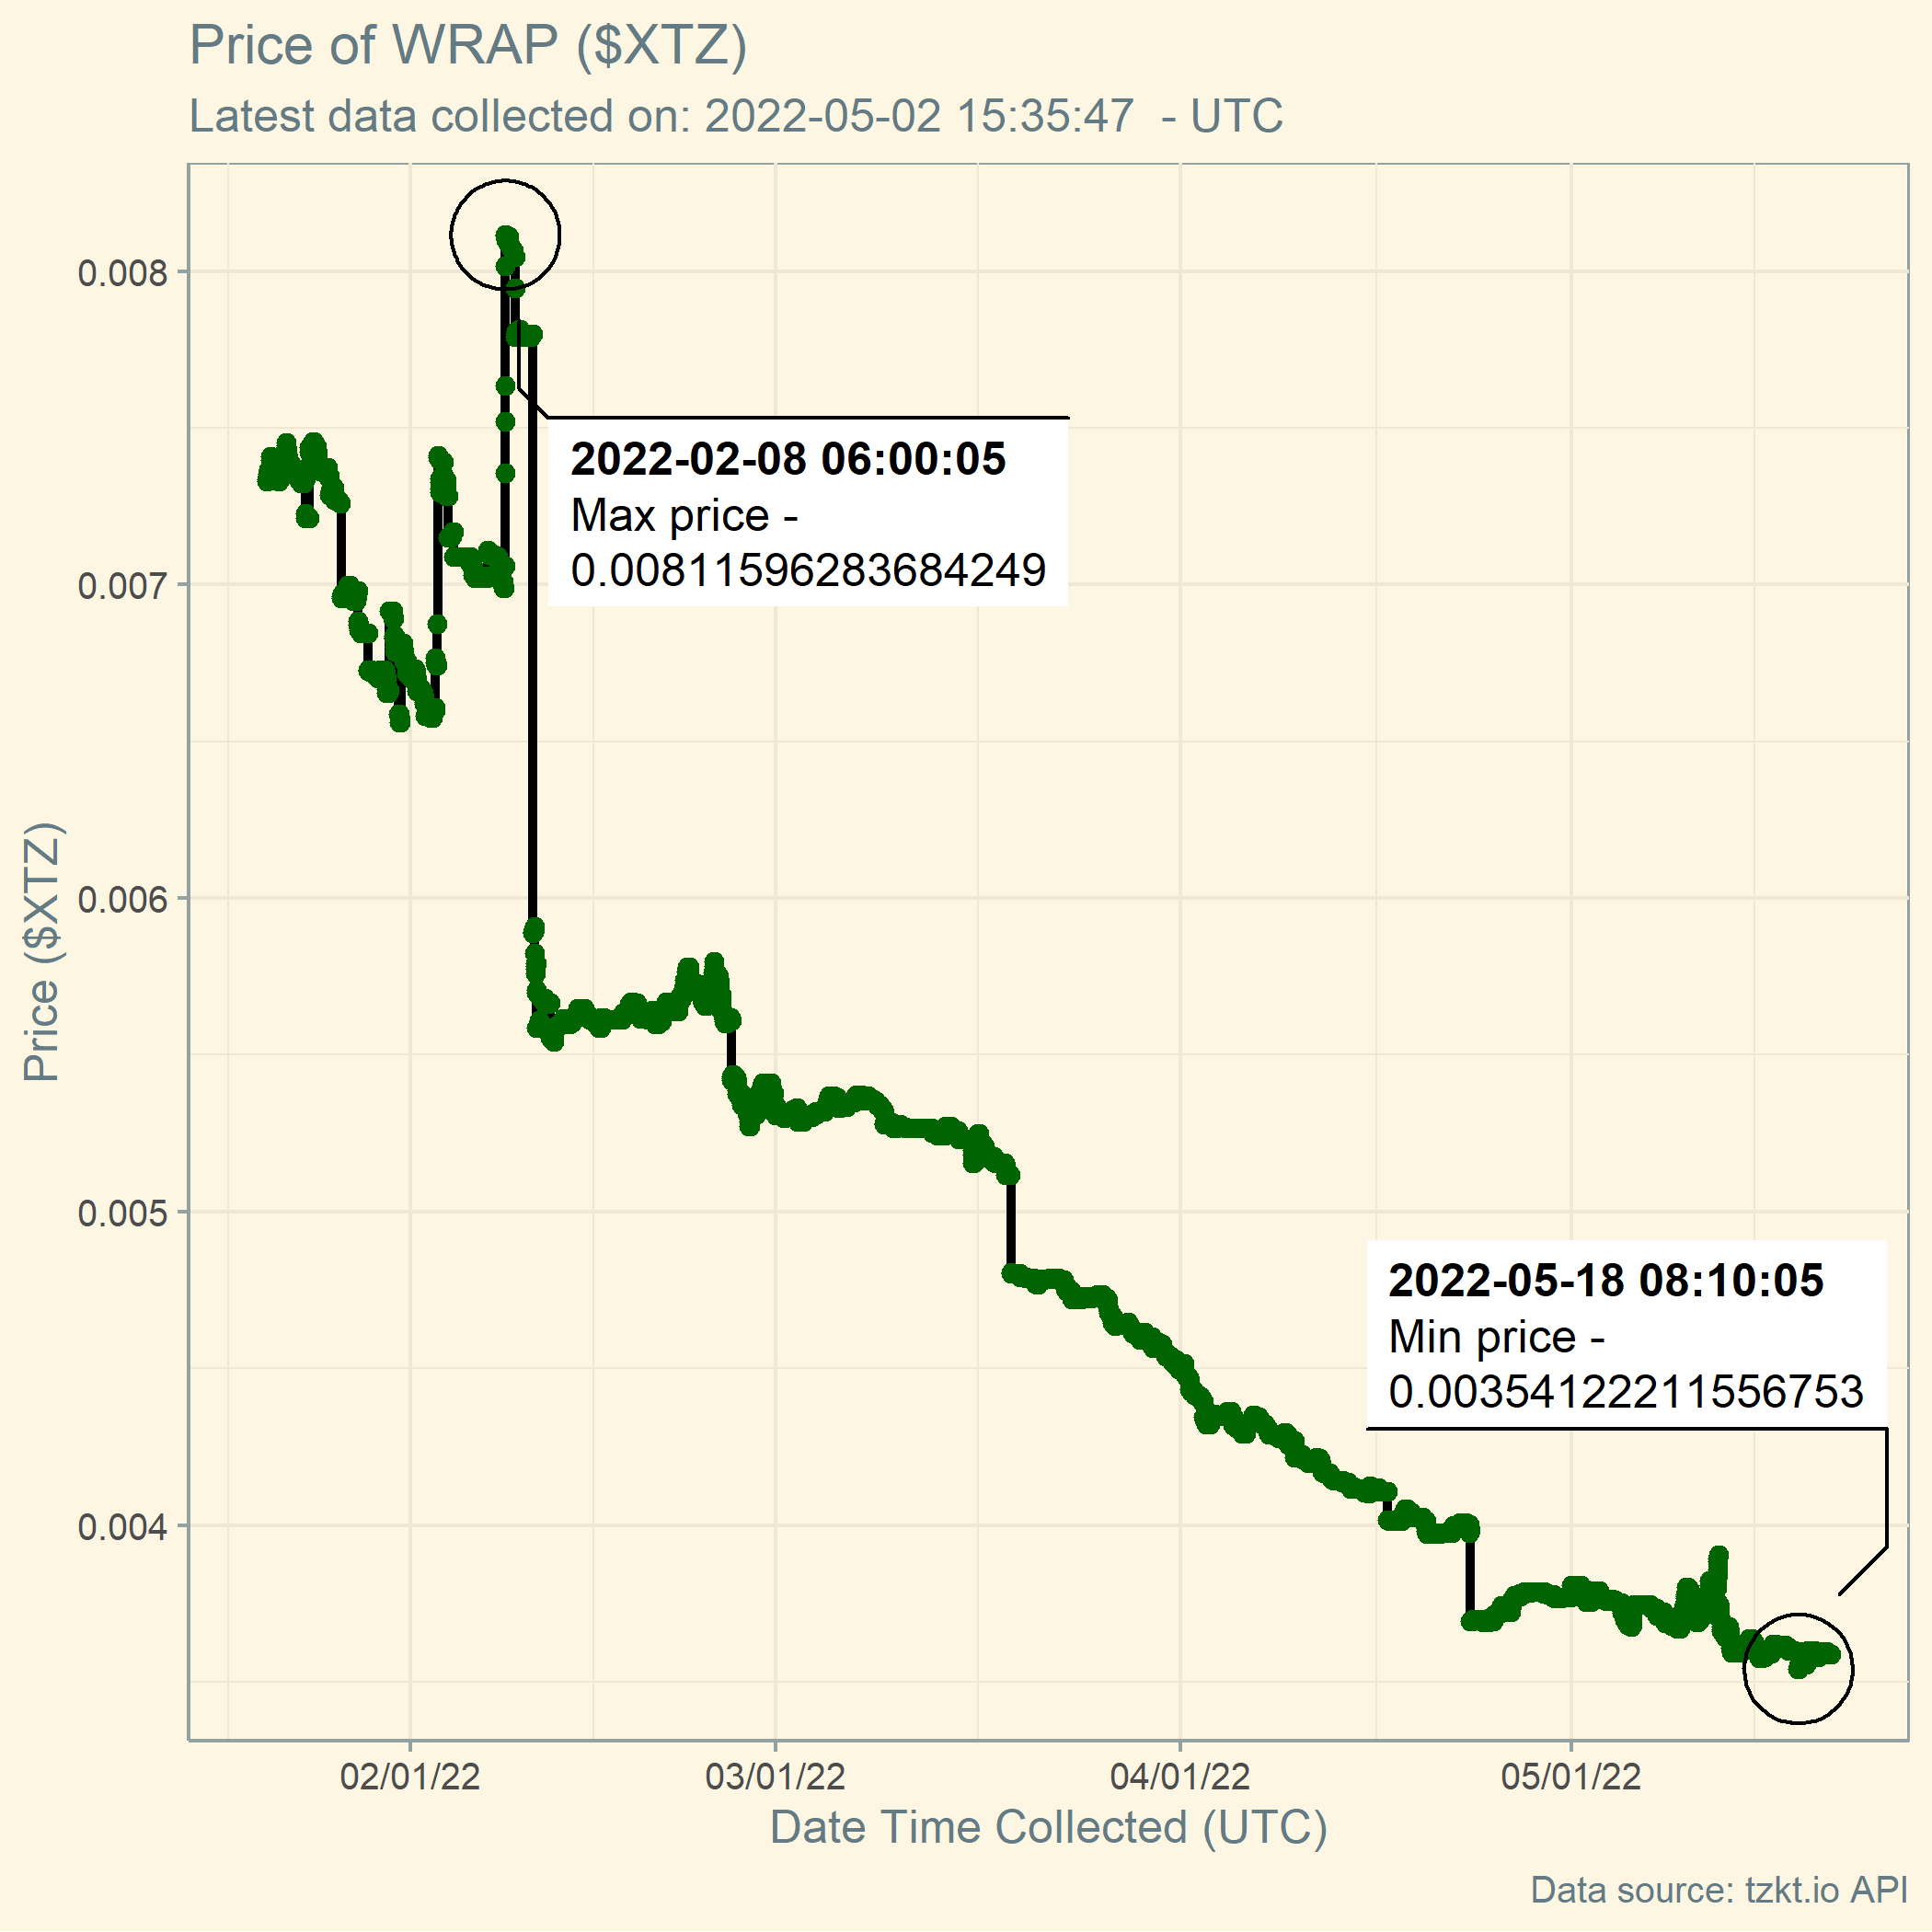 Price of WRAP ($XTZ)
Latest data collected on: 2022-05-02 15:35:47  - UTC
0.008
0.007
0.006
0.005
0.004
Price ($XTZ)
2022-02-08 06:00:05
Max price -
0.00811596283684249
2022-05-18 08:10:05
Min price -
0.00354122211556753
02/01/22
03/01/22
04/01/22
05/01/22
Date Time Collected (UTC)
Data source: tzkt.io API